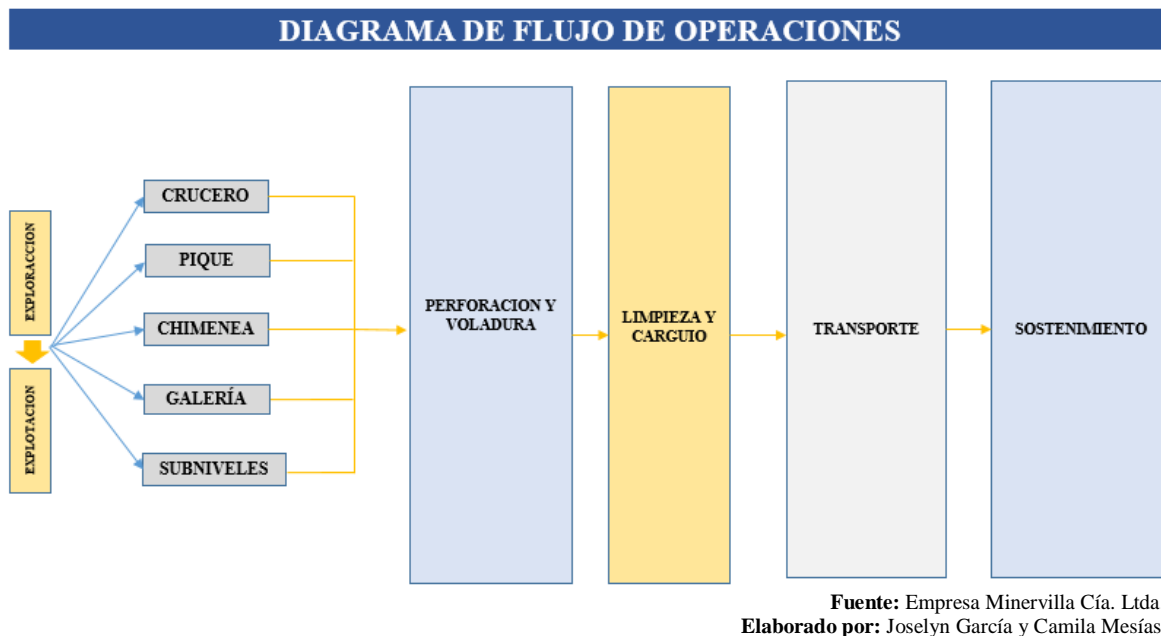 DIAGRAMA DE FLUJO DE OPERACIONES
EXPLORACCION
EXPLOTACION
CRUCERO
PIQUE
CHIMENEA
GALERÍA
SUBNIVELES
PERFORACION Y
VOLADURA
LIMPIEZA Y
CARGUIO
TRANSPORTE
SOSTENIMIENTO
Fuente: Empresa Minervilla Cía. Ltda
Elaborado por: Joselyn García y Camila Mesías